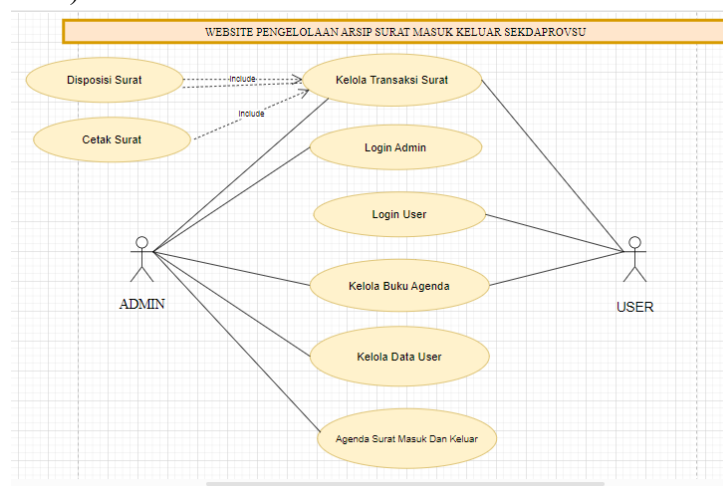 WEBSITE PENGELOLAAN ARSIP SURAT MASUK KELUAR SEKDAPROVSU
Disposisi Surat
Include
Kelola Transaksi Surat
Include
Cetak Surat
Login Admin
Login User
Kelola Buku Agenda
ADMIN
USER
Kelola Data User
Agenda Surat Masuk Dan Keluar